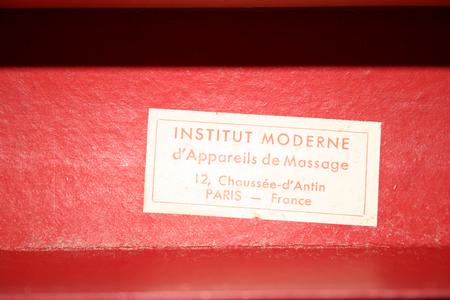 INSTITUT MODERNE
d'Appareils de Massage
12, Chaussée-d'Antin
PARIS — France